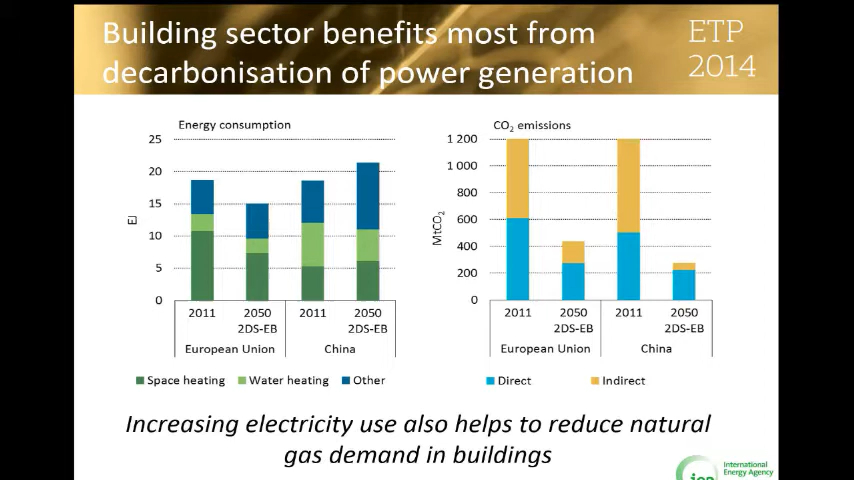 Building sector benefits most from
decarbonisation of power generation
ETP
2014
Energy consumption
25
20
15
10
5
0
EJ
2011
2050
2DS-EB
2011
2050
2DS-EB
European Union
China
Space heating
Water heating
Other
CO₂ emissions
1 200
1 000
800
600
400
200
0
MtCO₂
2011
2050
2DS-EB
2011
2050
2DS-EB
European Union
China
Direct
Indirect
Increasing electricity use also helps to reduce natural
gas demand in buildings
International
Energy Agency
iea